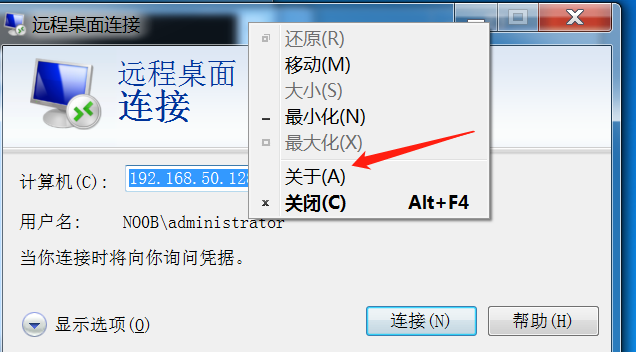 远程桌面连接
还原(R)
移动(M)
大小(S)
最小化(N)
最大化(X)
关于(A)
关闭(C) Alt+F4
远程桌面
连接
计算机(C): 192.168.50.128
用户名: NOOB\administrator
当你连接时将向你询问凭据。
显示选项(O)
连接(N)
帮助(H)